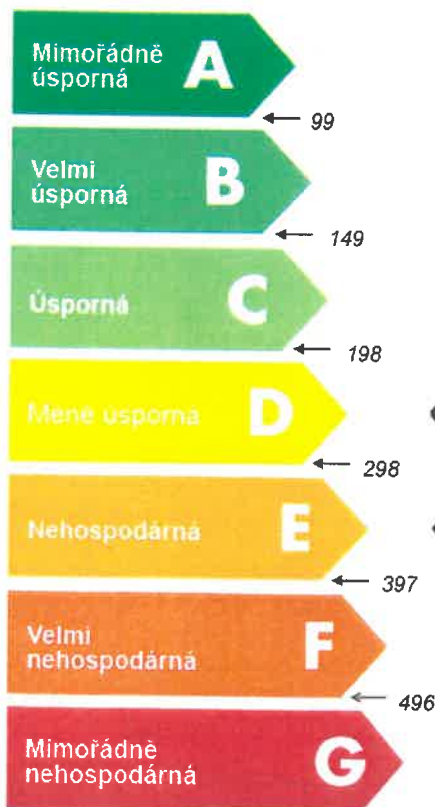 Mimořádně
úsporná
A
99
Velmi
úsporná
B
149
Úsporná
C
198
Méně úsporná
D
298
Nehospodárná
E
397
Velmi
nehospodárná
F
496
Mimořádně
nehospodárná
G